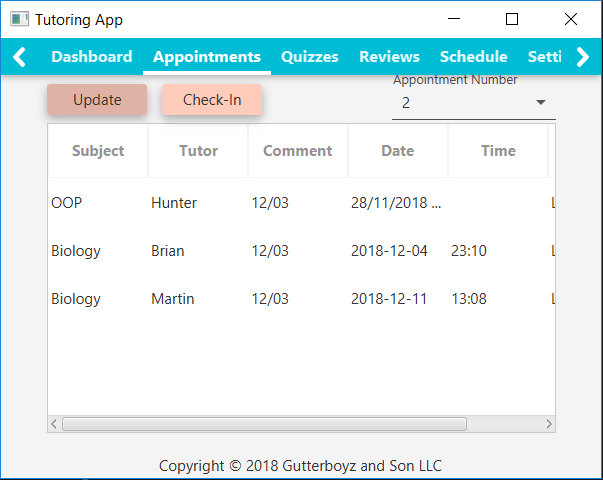 Tutoring App
Dashboard Appointments Quizzes Reviews Schedule
Appointment Number
Update Check-In 2
Subject Tutor Comment Date Time
OOP Hunter 12/03 28/11/2018 ...
Biology Brian 12/03 2018-12-04 23:10
Biology Martin 12/03 2018-12-11 13:08
Copyright © 2018 Gutterboyz and Son LLC